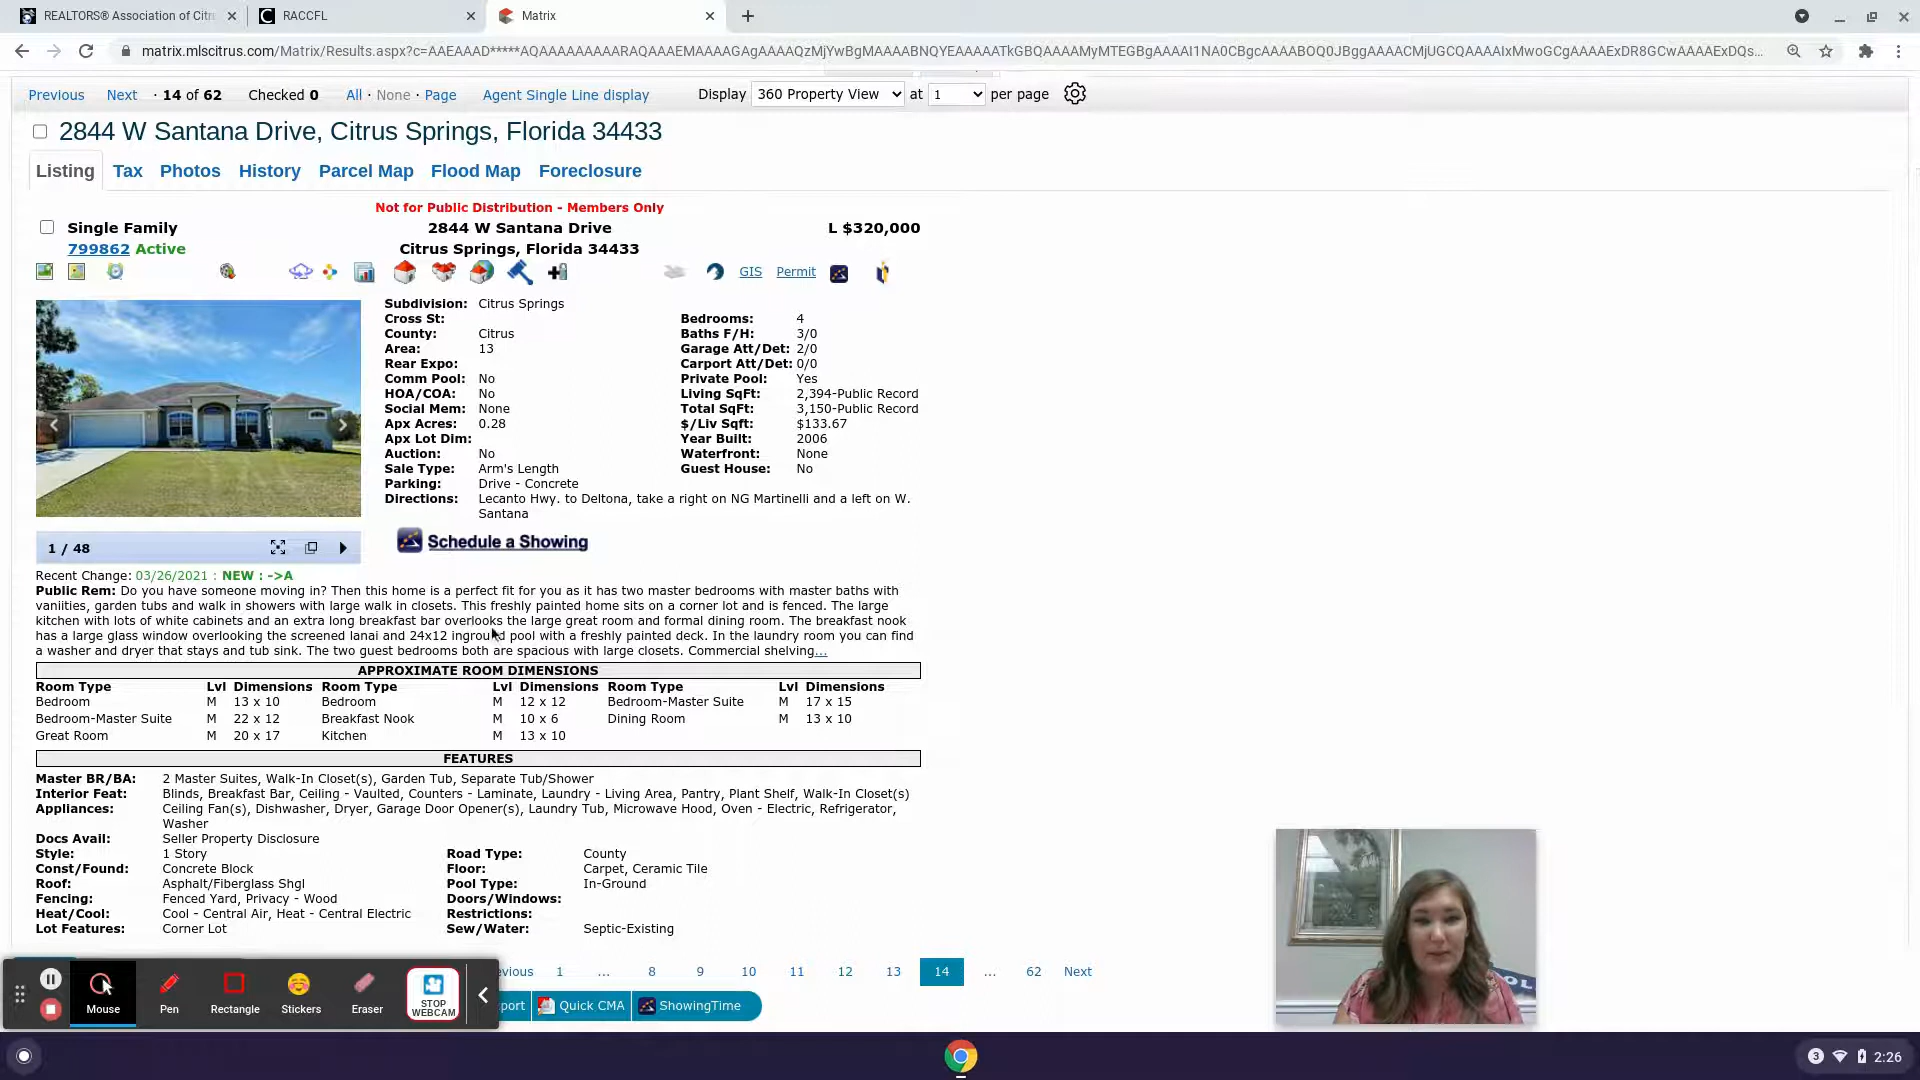 REALTORS® Association of Citr
RACCFL
Matrix
matrix.mlscitrus.com/Matrix/Results.aspx?c=AAEAAAD*****AQAAAAAAAAARAQAAAEMAAAAGAgAAAAQzMjYwBgMAAAABNQYEAAAAATkGBQAAAAMyMTEGBgAAAAI1NA0CBgcAAAABOQ0JBggAAAACMjUGCQAAAAIxMwoGCgAAAAExDR8GCwAAAAExDQs...
Previous Next · 14 of 62 Checked 0 All · None · Page Agent Single Line display Display 360 Property View at 1 per page
2844 W Santana Drive, Citrus Springs, Florida 34433
Listing Tax Photos History Parcel Map Flood Map Foreclosure
Not for Public Distribution - Members Only
Single Family 2844 W Santana Drive L $320,000
799862 Active Citrus Springs, Florida 34433
GIS Permit
Subdivision: Citrus Springs
Cross St: Bedrooms: 4
County: Citrus Baths F/H: 3/0
Area: 13 Garage Att/Det: 2/0
Rear Expo: Carport Att/Det: 0/0
Comm Pool: No Private Pool: Yes
HOA/COA: No Living SqFt: 2,394-Public Record
Social Mem: None Total SqFt: 3,150-Public Record
Apx Acres: 0.28 $/Liv Sqft: $133.67
Apx Lot Dim: Year Built: 2006
Auction: No Waterfront: None
Sale Type: Arm's Length Guest House: No
Parking: Drive - Concrete
Directions: Lecanto Hwy. to Deltona, take a right on NG Martinelli and a left on W.
Santana
1 / 48 Schedule a Showing
Recent Change: 03/26/2021 : NEW : ->A
Public Rem: Do you have someone moving in? Then this home is a perfect fit for you as it has two master bedrooms with master baths with
vaniities, garden tubs and walk in showers with large walk in closets. This freshly painted home sits on a corner lot and is fenced. The large
kitchen with lots of white cabinets and an extra long breakfast bar overlooks the large great room and formal dining room. The breakfast nook
has a large glass window overlooking the screened lanai and 24x12 inground pool with a freshly painted deck. In the laundry room you can find
a washer and dryer that stays and tub sink. The two guest bedrooms both are spacious with large closets. Commercial shelving...
APPROXIMATE ROOM DIMENSIONS
Room Type Lvl Dimensions Room Type Lvl Dimensions Room Type Lvl Dimensions
Bedroom M 13 x 10 Bedroom M 12 x 12 Bedroom-Master Suite M 17 x 15
Bedroom-Master Suite M 22 x 12 Breakfast Nook M 10 x 6 Dining Room M 13 x 10
Great Room M 20 x 17 Kitchen M 13 x 10
FEATURES
Master BR/BA: 2 Master Suites, Walk-In Closet(s), Garden Tub, Separate Tub/Shower
Interior Feat: Blinds, Breakfast Bar, Ceiling - Vaulted, Counters - Laminate, Laundry - Living Area, Pantry, Plant Shelf, Walk-In Closet(s)
Appliances: Ceiling Fan(s), Dishwasher, Dryer, Garage Door Opener(s), Laundry Tub, Microwave Hood, Oven - Electric, Refrigerator,
Washer
Docs Avail: Seller Property Disclosure
Style: 1 Story Road Type: County
Const/Found: Concrete Block Floor: Carpet, Ceramic Tile
Roof: Asphalt/Fiberglass Shgl Pool Type: In-Ground
Fencing: Fenced Yard, Privacy - Wood Doors/Windows:
Heat/Cool: Cool - Central Air, Heat - Central Electric Restrictions:
Lot Features: Corner Lot Sew/Water: Septic-Existing
evious 1 ... 8 9 10 11 12 13 14 ... 62 Next
port Quick CMA ShowingTime
Mouse Pen Rectangle Stickers Eraser STOP WEBCAM
3 2:26